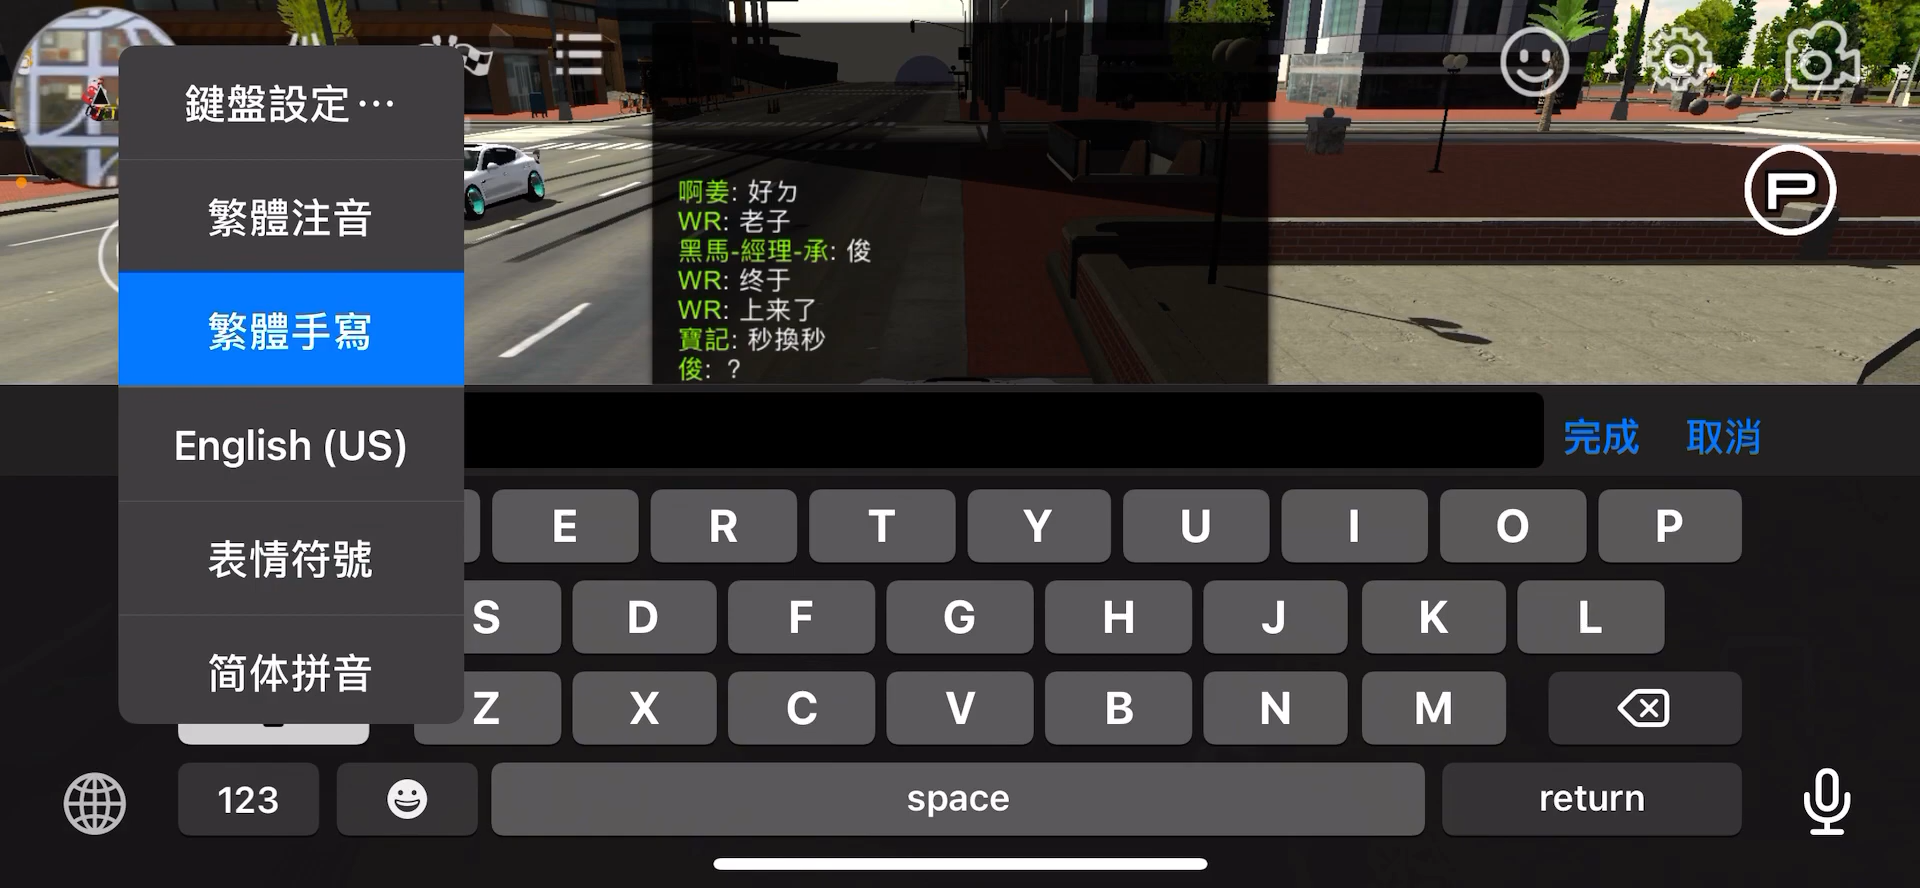 鍵盤設定…
繁體注音
繁體手寫
English (US)
表情符號
简体拼音
啊姜: 好ㄉ
WR: 老子
黑馬-經理-承: 俊
WR: 终于
WR: 上来了
寶記: 秒換秒
俊: ?
P
完成 取消
E R T Y U I O P
S D F G H J K L
Z X C V B N M
123 space return